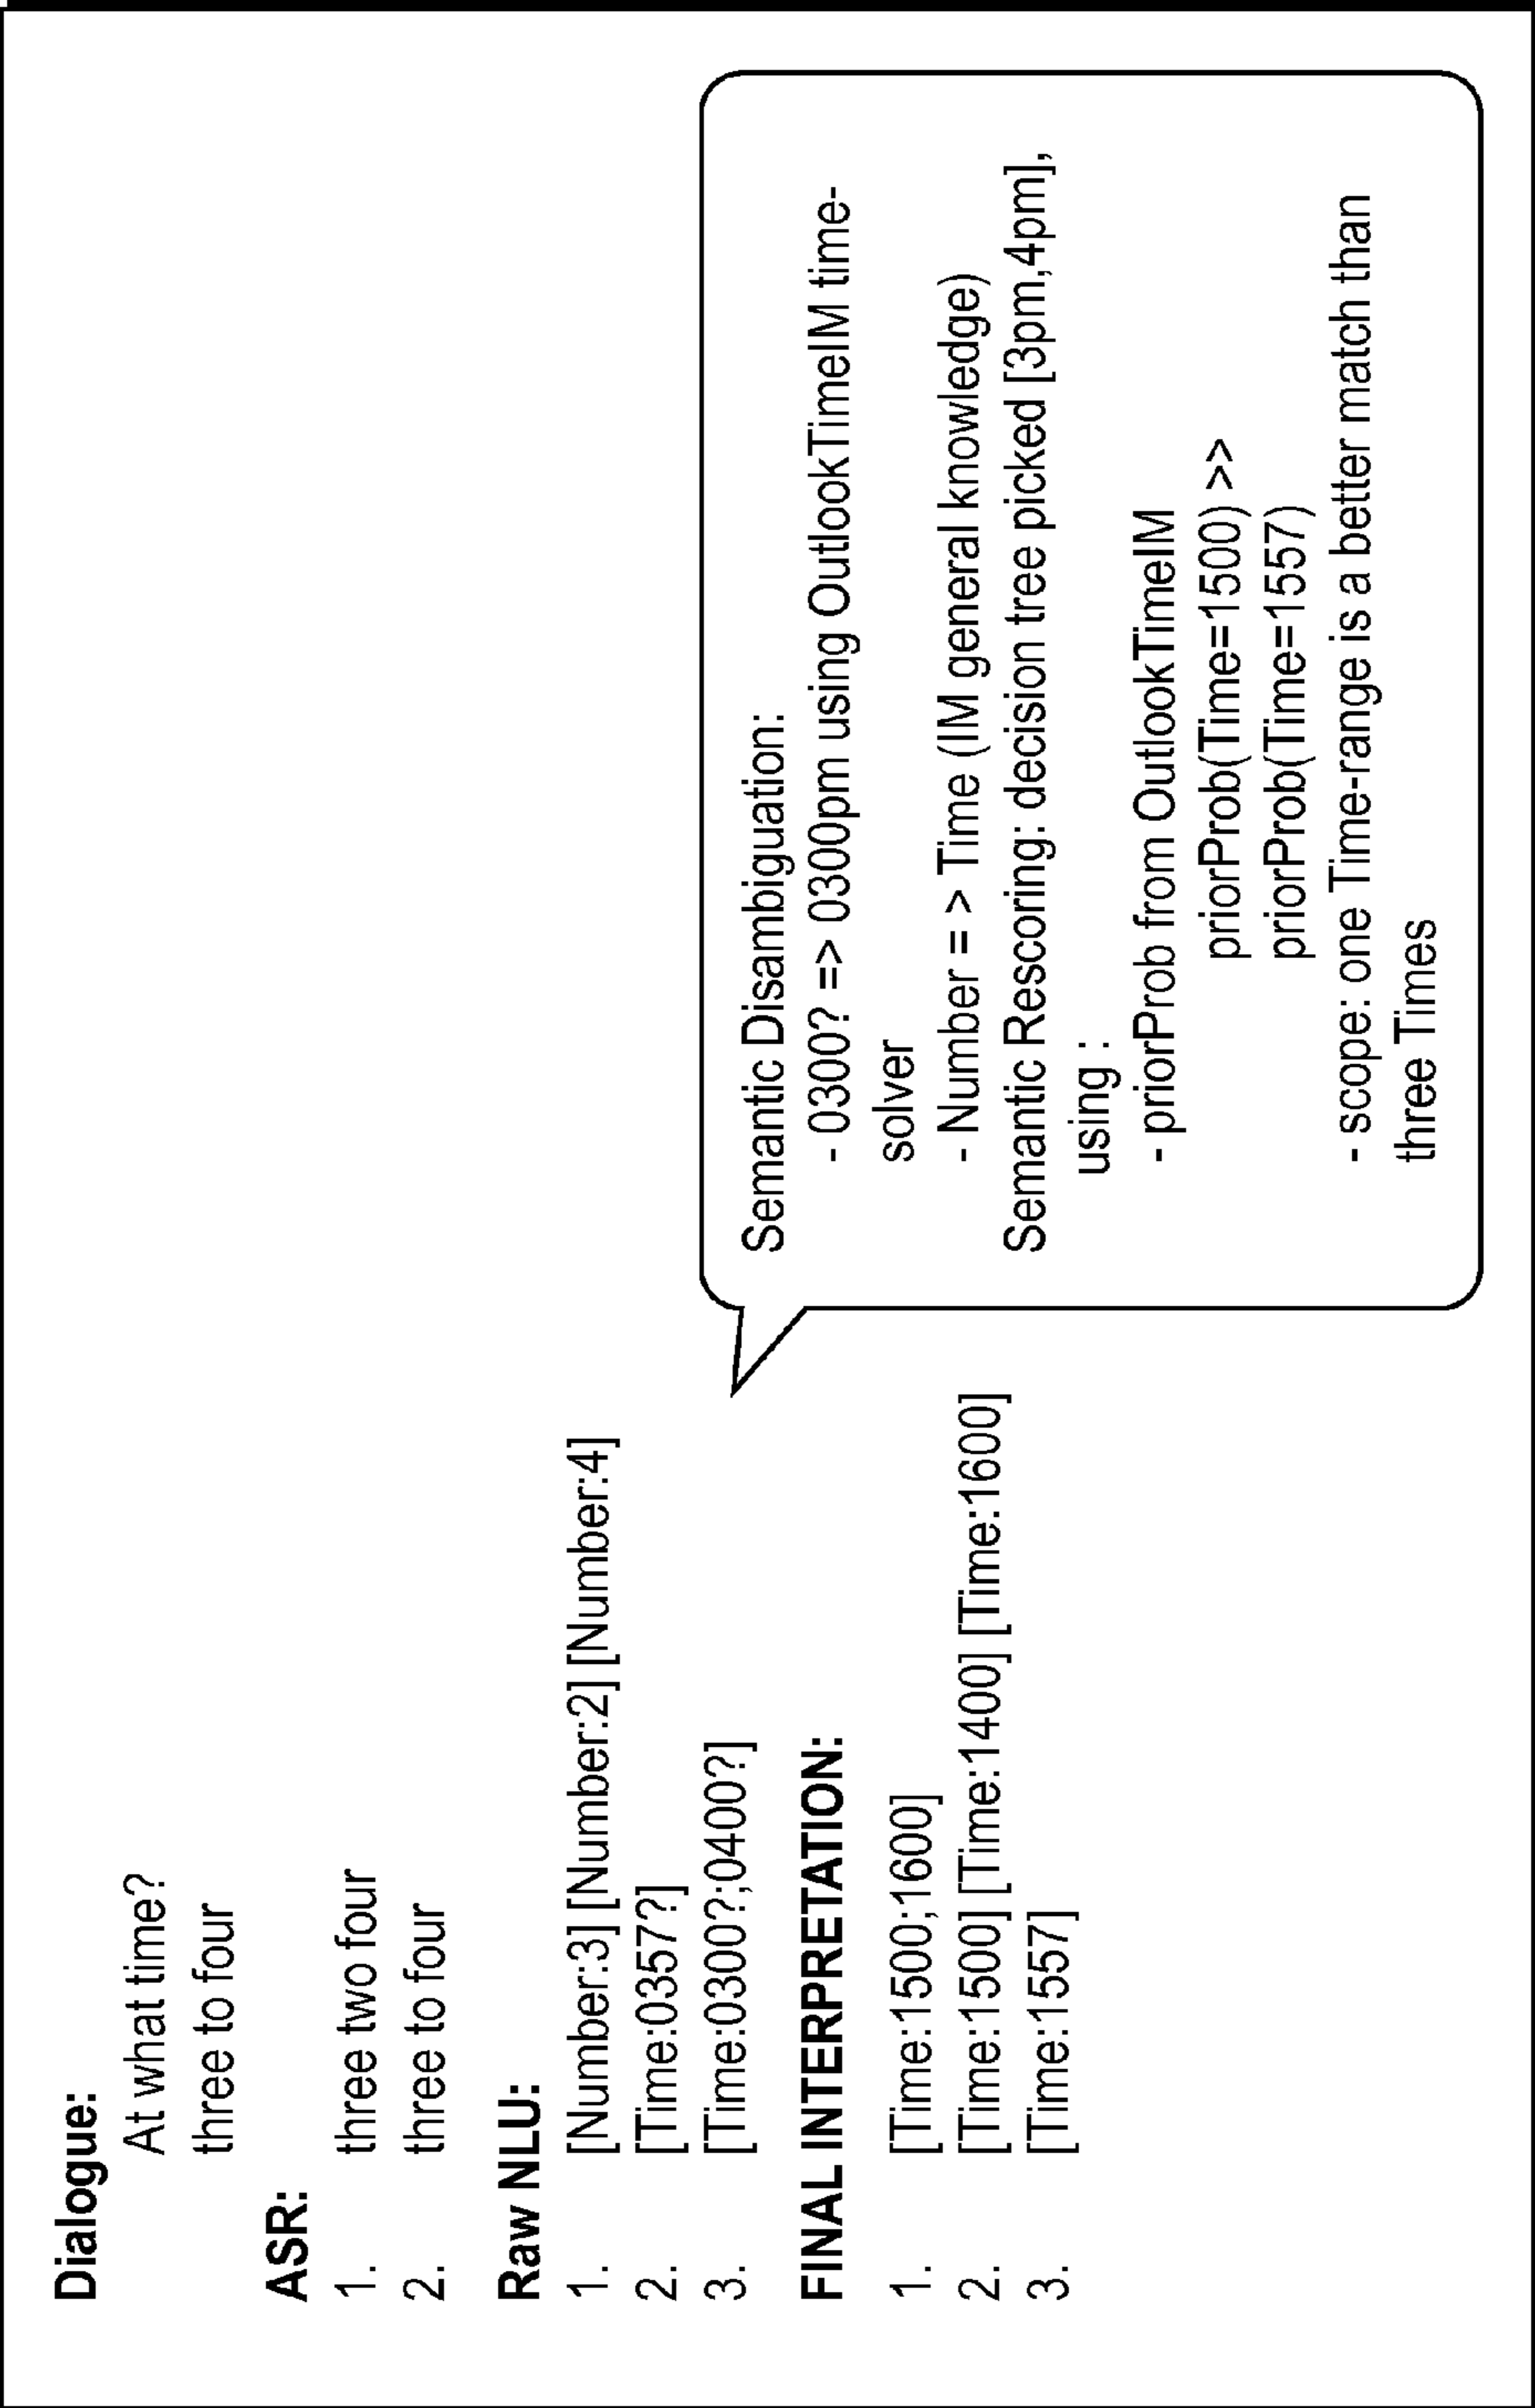 Dialogue:
At what time?
three to four
ASR:
1. three two four
2. three to four
Raw NLU:
1. [Number:3] [Number:2] [Number:4]
2. [Time:0357?]
3. [Time:0300?;0400?]
FINAL INTERPRETATION:
1. [Time:1500;1600]
2. [Time:1500] [Time:1400] [Time:1600]
3. [Time:1557]
Semantic Disambiguation:
- 0300? => 0300pm using OutlookTimeIM time-
solver
- Number = > Time (IM general knowledge)
Semantic Rescoring: decision tree picked [3pm,4pm],
using :
- priorProb from OutlookTimeIM
priorProb(Time=1500) >>
priorProb(Time=1557)
- scope: one Time-range is a better match than
three Times